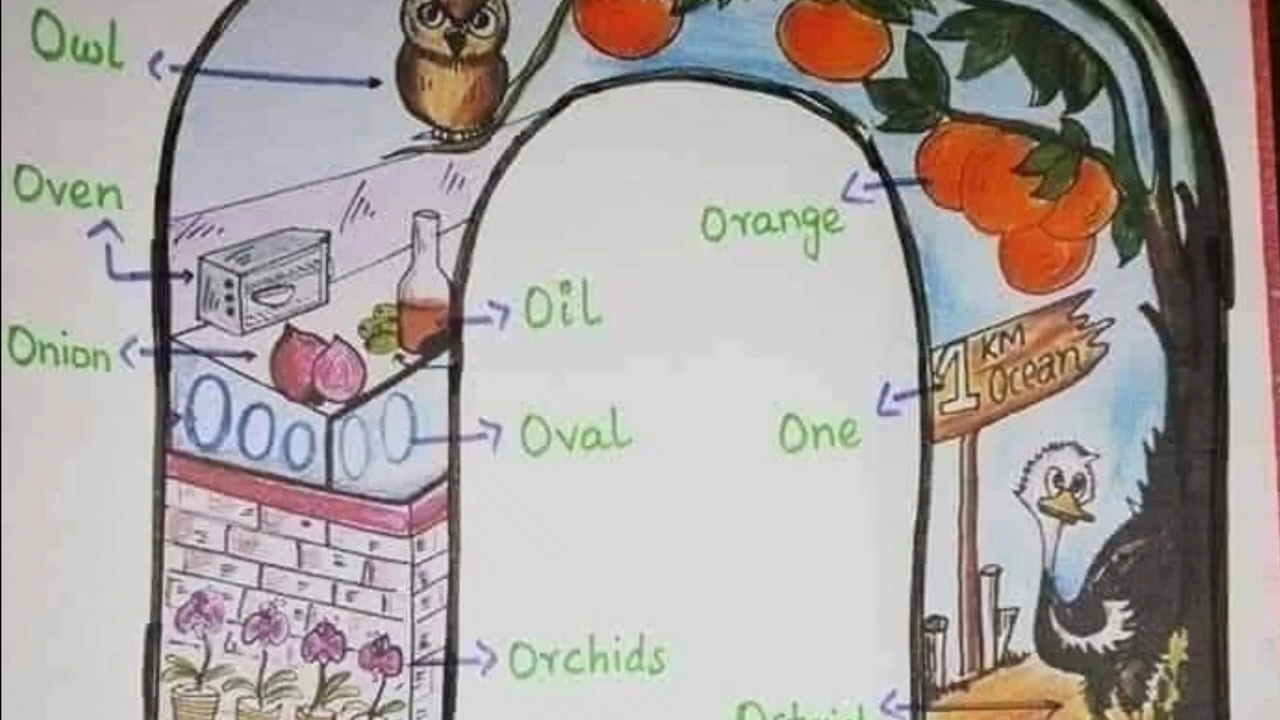 Owl
Oven
Onion
Oil
Oval
Orchids
Orange
1 KM
Ocean
One